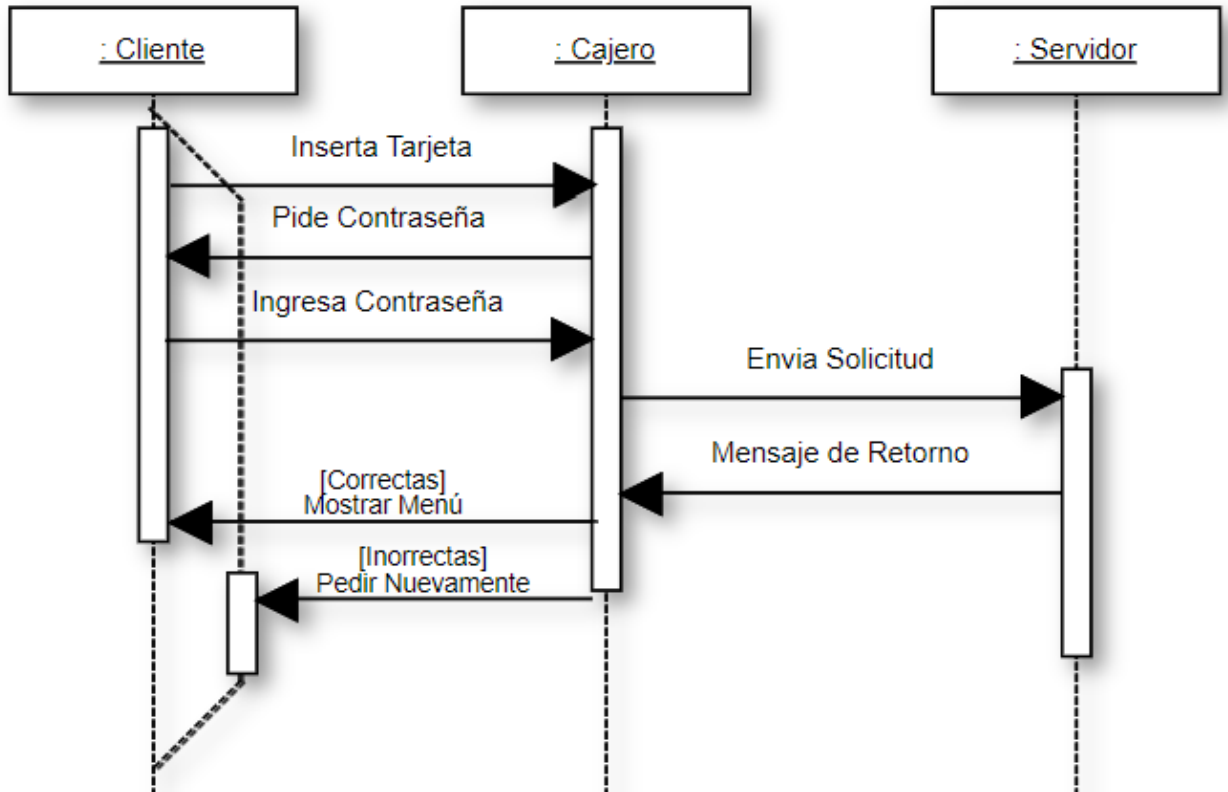 : Cliente
: Cajero
: Servidor
Inserta Tarjeta
Pide Contraseña
Ingresa Contraseña
Envia Solicitud
Mensaje de Retorno
[Correctas]
Mostrar Menú
[Inorrectas]
Pedir Nuevamente